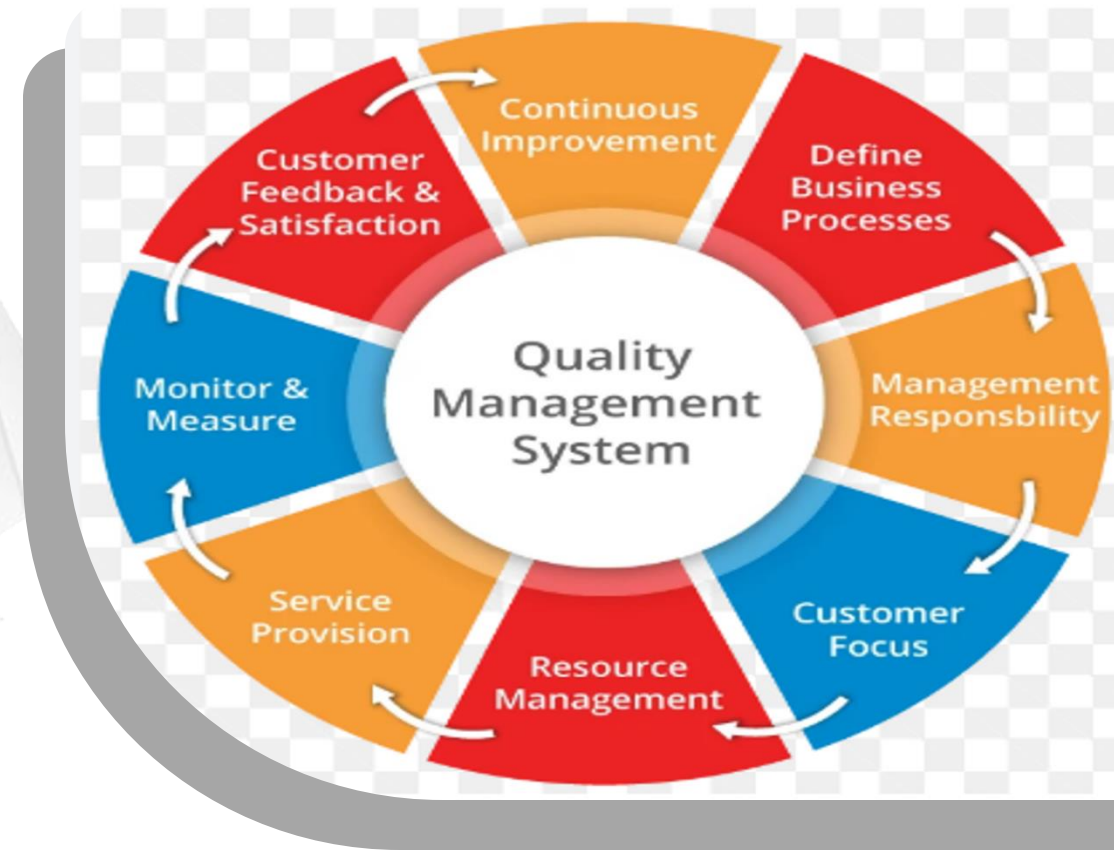 Continuous
Improvement
Define
Business
Processes
Management
Responsbility
Customer
Focus
Resource
Management
Service
Provision
Monitor &
Measure
Customer
Feedback &
Satisfaction
Quality
Management
System